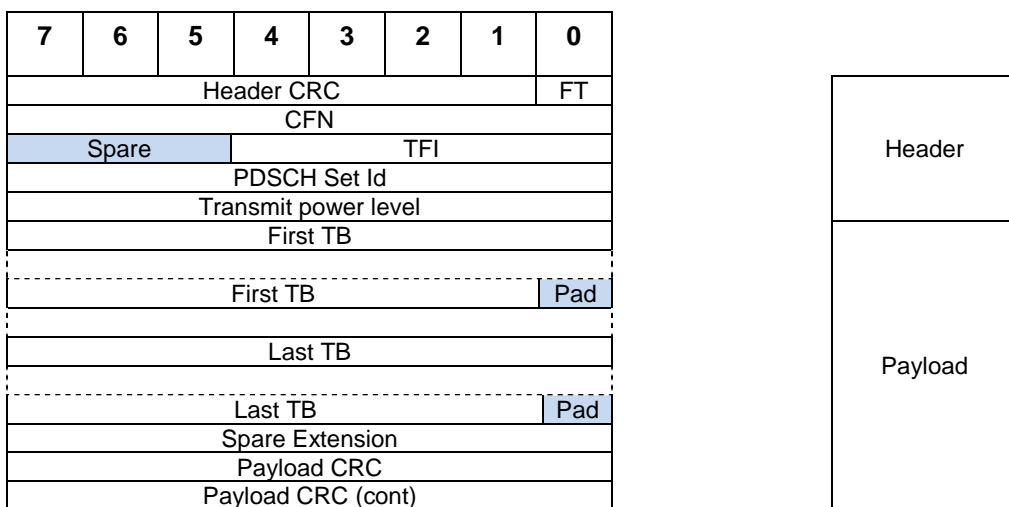 7 6 5 4 3 2 1 0
Header CRC FT
CFN
Spare TFI
Header
PDSCH Set Id
Transmit power level
First TB
First TB Pad
Last TB
Payload
Last TB Pad
Spare Extension
Payload CRC
Payload CRC (cont)